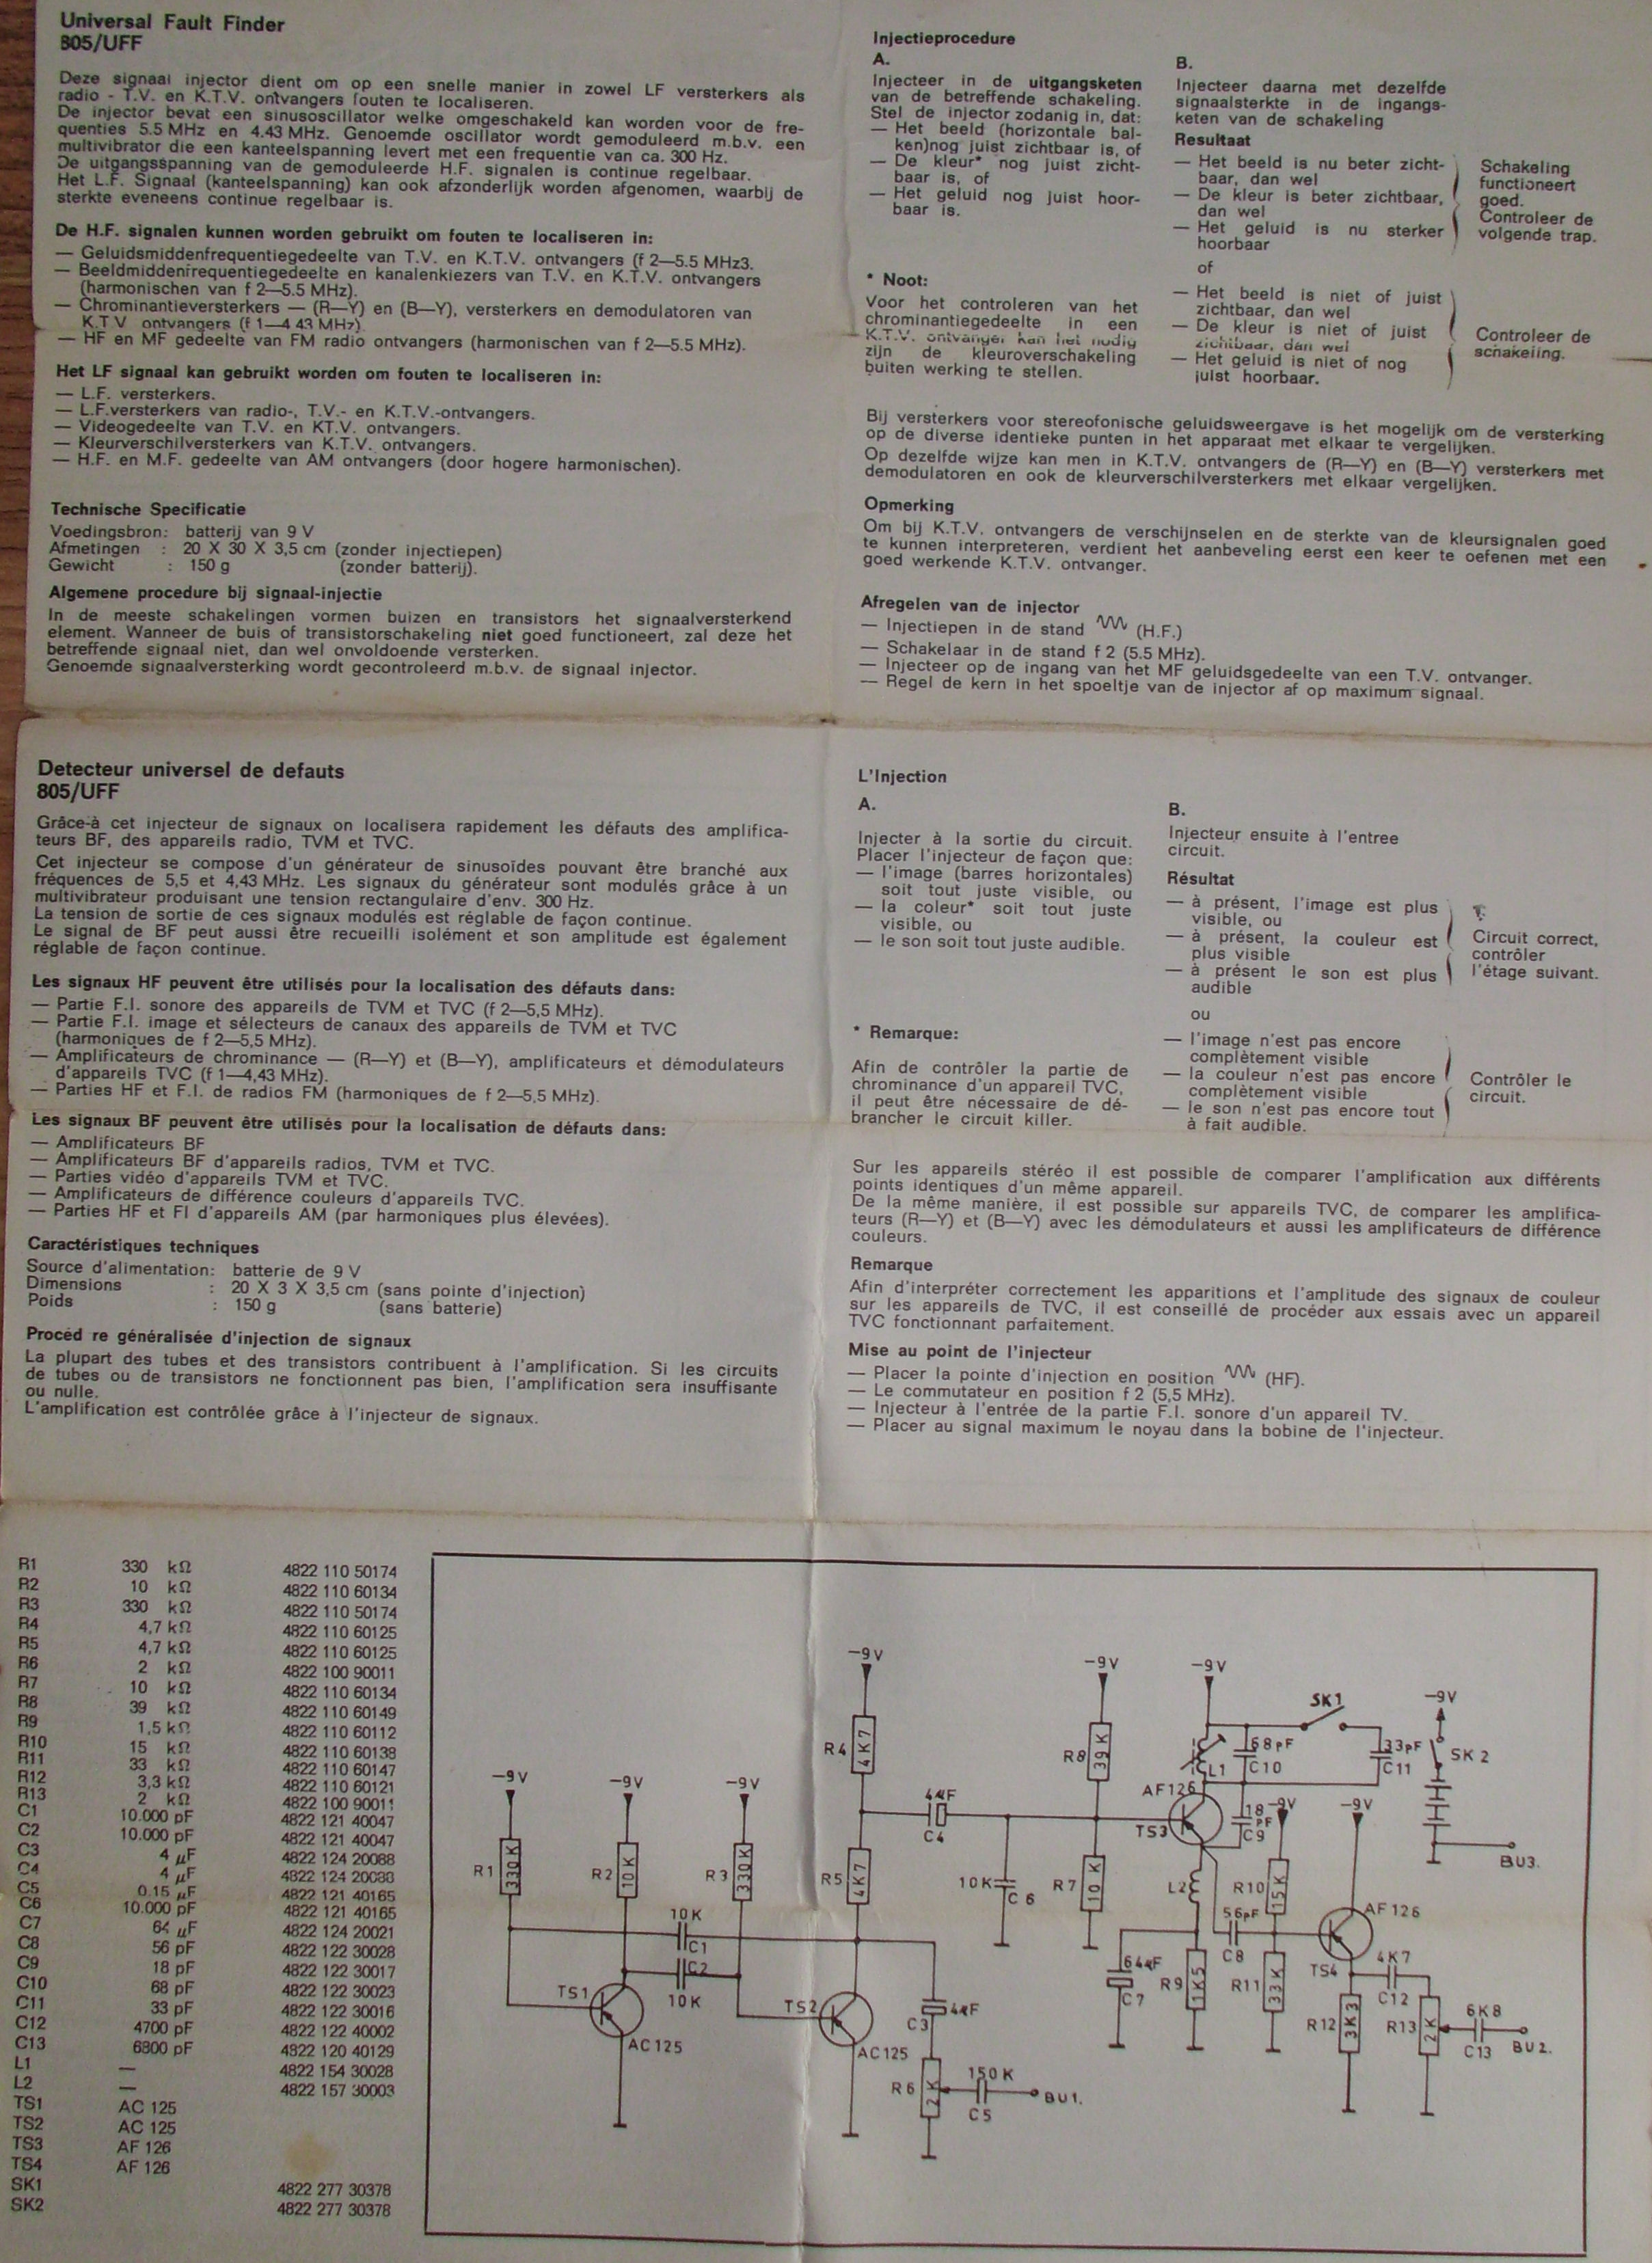 Universal Fault Finder
805/UFF
Deze signaal injector dient om op een snelle manier in zowel LF versterkers als
radio - T.V. en K.T.V. ontvangers fouten te localiseren.
De injector bevat een sinusoscillator welke omgeschakeld kan worden voor de fre-
quenties 5.5 MHz en 4.43 MHz. Genoemde oscillator wordt gemoduleerd m.b.v. een
multivibrator die een kanteelspanning levert met een frequentie van ca. 300 Hz.
De uitgangsspanning van de gemoduleerde H.F. signalen is continue regelbaar.
Het L.F. Signaal (kanteelspanning) kan ook afzonderlijk worden afgenomen, waarbij de
sterkte eveneens continue regelbaar is.
De H.F. signalen kunnen worden gebruikt om fouten te localiseren in:
— Geluidsmiddenfrequentiegedeelte van T.V. en K.T.V. ontvangers (f 2—5.5 MHz3.
— Beeldmiddenfrequentiegedeelte en kanalenkiezers van T.V. en K.T.V. ontvangers
(harmonischen van f 2—5.5 MHz).
— Chrominantieversterkers — (R—Y) en (B—Y), versterkers en demodulatoren van
K.T.V. ontvangers (f 1—4 43 MHz)
— HF en MF gedeelte van FM radio ontvangers (harmonischen van f 2—5.5 MHz).
Het LF signaal kan gebruikt worden om fouten te localiseren in:
— L.F. versterkers.
— L.F.versterkers van radio-, T.V.- en K.T.V.-ontvangers.
— Videogedeelte van T.V. en KT.V. ontvangers.
— Kleurverschilversterkers van K.T.V. ontvangers.
— H.F. en M.F. gedeelte van AM ontvangers (door hogere harmonischen).
Technische Specificatie
Voedingsbron: batterij van 9 V
Afmetingen : 20 X 30 X 3,5 cm (zonder injectiepen)
Gewicht : 150 g (zonder batterij).
Algemene procedure bij signaal-injectie
In de meeste schakelingen vormen buizen en transistors het signaalversterkend
element. Wanneer de buis of transistorschakeling niet goed functioneert, zal deze het
betreffende signaal niet, dan wel onvoldoende versterken.
Genoemde signaalversterking wordt gecontroleerd m.b.v. de signaal injector.
Injectieprocedure
A.
Injecteer in de uitgangsketen
van de betreffende schakeling.
Stel de injector zodanig in, dat:
— Het beeld (horizontale bal-
ken)nog juist zichtbaar is, of
— De kleur* nog juist zicht-
baar is, of
— Het geluid nog juist hoor-
baar is.
* Noot:
Voor het controleren van het
chrominantiegedeelte in een
K.T.V. ontvanger kan het nodig
zijn de kleuroverschakeling
buiten werking te stellen.
B.
Injecteer daarna met dezelfde
signaalsterkte in de ingangs-
keten van de schakeling
Resultaat
— Het beeld is nu beter zicht-
baar, dan wel
— De kleur is beter zichtbaar,
dan wel
— Het geluid is nu sterker
hoorbaar
Schakeling
functioneert
goed.
Controleer de
volgende trap.
of
— Het beeld is niet of juist
zichtbaar, dan wel
— De kleur is niet of juist
zichtbaar, dan wel
— Het geluid is niet of nog
juist hoorbaar.
Controleer de
schakeling.
Bij versterkers voor stereofonische geluidsweergave is het mogelijk om de versterking
op de diverse identieke punten in het apparaat met elkaar te vergelijken.
Op dezelfde wijze kan men in K.T.V. ontvangers de (R—Y) en (B—Y) versterkers met
demodulatoren en ook de kleurverschilversterkers met elkaar vergelijken.
Opmerking
Om bij K.T.V. ontvangers de verschijnselen en de sterkte van de kleursignalen goed
te kunnen interpreteren, verdient het aanbeveling eerst een keer te oefenen met een
goed werkende K.T.V. ontvanger.
Afregelen van de injector
— Injectiepen in de stand (H.F.)
— Schakelaar in de stand f 2 (5.5 MHz).
— Injecteer op de ingang van het MF geluidsgedeelte van een T.V. ontvanger.
— Regel de kern in het spoeltje van de injector af op maximum signaal.
Detecteur universel de defauts
805/UFF
Grâce-à cet injecteur de signaux on localisera rapidement les défauts des amplifica-
teurs BF, des appareils radio, TVM et TVC.
Cet injecteur se compose d'un générateur de sinusoïdes pouvant être branché aux
fréquences de 5,5 et 4,43 MHz. Les signaux du générateur sont modulés grâce à un
multivibrateur produisant une tension rectangulaire d'env. 300 Hz.
La tension de sortie de ces signaux modulés est réglable de façon continue.
Le signal de BF peut aussi être recueilli isolément et son amplitude est également
réglable de façon continue.
Les signaux HF peuvent être utilisés pour la localisation des défauts dans:
— Partie F.I. sonore des appareils de TVM et TVC (f 2—5,5 MHz).
— Partie F.I. image et sélecteurs de canaux des appareils de TVM et TVC
(harmoniques de f 2—5,5 MHz).
— Amplificateurs de chrominance — (R—Y) et (B—Y), amplificateurs et démodulateurs
d'appareils TVC (f 1—4,43 MHz).
— Parties HF et F.I. de radios FM (harmoniques de f 2—5,5 MHz).
Les signaux BF peuvent être utilisés pour la localisation de défauts dans:
— Amplificateurs BF
— Amplificateurs BF d'appareils radios, TVM et TVC.
— Parties vidéo d'appareils TVM et TVC.
— Amplificateurs de différence couleurs d'appareils TVC.
— Parties HF et FI d'appareils AM (par harmoniques plus élevées).
Caractéristiques techniques
Source d'alimentation: batterie de 9 V
Dimensions : 20 X 3 X 3,5 cm (sans pointe d'injection)
Poids : 150 g (sans batterie)
Procéd re généralisée d'injection de signaux
La plupart des tubes et des transistors contribuent à l'amplification. Si les circuits
de tubes ou de transistors ne fonctionnent pas bien, l'amplification sera insuffisante
ou nulle.
L'amplification est contrôlée grâce à l'injecteur de signaux.
L'Injection
A.
Injecter à la sortie du circuit.
Placer l'injecteur de façon que:
— l'image (barres horizontales)
soit tout juste visible, ou
— la coleur* soit tout juste
visible, ou
— le son soit tout juste audible.
* Remarque:
Afin de contrôler la partie de
chrominance d'un appareil TVC,
il peut être nécessaire de dé-
brancher le circuit killer.
B.
Injecteur ensuite à l'entree
circuit.
Résultat
— à présent, l'image est plus
visible, ou
— à présent, la couleur est
plus visible
— à présent le son est plus
audible
Circuit correct,
contrôler
l'étage suivant.
ou
— l'image n'est pas encore
complètement visible
— la couleur n'est pas encore
complètement visible
— le son n'est pas encore tout
à fait audible.
Contrôler le
circuit.
Sur les appareils stéréo il est possible de comparer l'amplification aux différents
points identiques d'un même appareil.
De la même manière, il est possible sur appareils TVC, de comparer les amplifica-
teurs (R—Y) et (B—Y) avec les démodulateurs et aussi les amplificateurs de différence
couleurs.
Remarque
Afin d'interpréter correctement les apparitions et l'amplitude des signaux de couleur
sur les appareils de TVC, il est conseillé de procéder aux essais avec un appareil
TVC fonctionnant parfaitement.
Mise au point de l'injecteur
— Placer la pointe d'injection en position (HF).
— Le commutateur en position f 2 (5,5 MHz).
— Injecteur à l'entrée de la partie F.I. sonore d'un appareil TV.
— Placer au signal maximum le noyau dans la bobine de l'injecteur.
R1 330 kΩ 4822 110 50174
R2 10 kΩ 4822 110 60134
R3 330 kΩ 4822 110 50174
R4 4,7 kΩ 4822 110 60125
R5 4,7 kΩ 4822 110 60125
R6 2 kΩ 4822 100 90011
R7 10 kΩ 4822 110 60134
R8 39 kΩ 4822 110 60149
R9 1,5 kΩ 4822 110 60112
R10 15 kΩ 4822 110 60138
R11 33 kΩ 4822 110 60147
R12 3,3 kΩ 4822 110 60121
R13 2 kΩ 4822 100 90011
C1 10.000 pF 4822 121 40047
C2 10.000 pF 4822 121 40047
C3 4 µF 4822 124 20088
C4 4 µF 4822 124 20088
C5 0.15 µF 4822 121 40165
C6 10.000 pF 4822 121 40165
C7 64 µF 4822 124 20021
C8 56 pF 4822 122 30028
C9 18 pF 4822 122 30017
C10 68 pF 4822 122 30023
C11 33 pF 4822 122 30016
C12 4700 pF 4822 122 40002
C13 6800 pF 4822 120 40129
L1 — 4822 154 30028
L2 — 4822 157 30003
TS1 AC 125
TS2 AC 125
TS3 AF 126
TS4 AF 126
SK1 4822 277 30378
SK2 4822 277 30378
-9V
-9V
-9V
SK1
-9V
R4 4K7
R8 39K
L1
68pF
C10
33pF
C11
SK2
-9V
-9V
-9V
4µF
C4
AF126
TS3
18 pF
C9
-9V
-9V
BU3.
R1 330K
R2 10K
R3 330K
R5 4K7
10K
C6
R7 10K
L2
R10 15K
AF126
10K
C1
C2
10K
56pF
C8
TS4
4K7
C12
TS1
AC125
TS2
AC125
C3
4µF
64µF
C7
R9 1K5
R11 33K
R12 3K3
R13 2K
6K8
C13
BU2.
R6 2K
150K
C5
BU1.